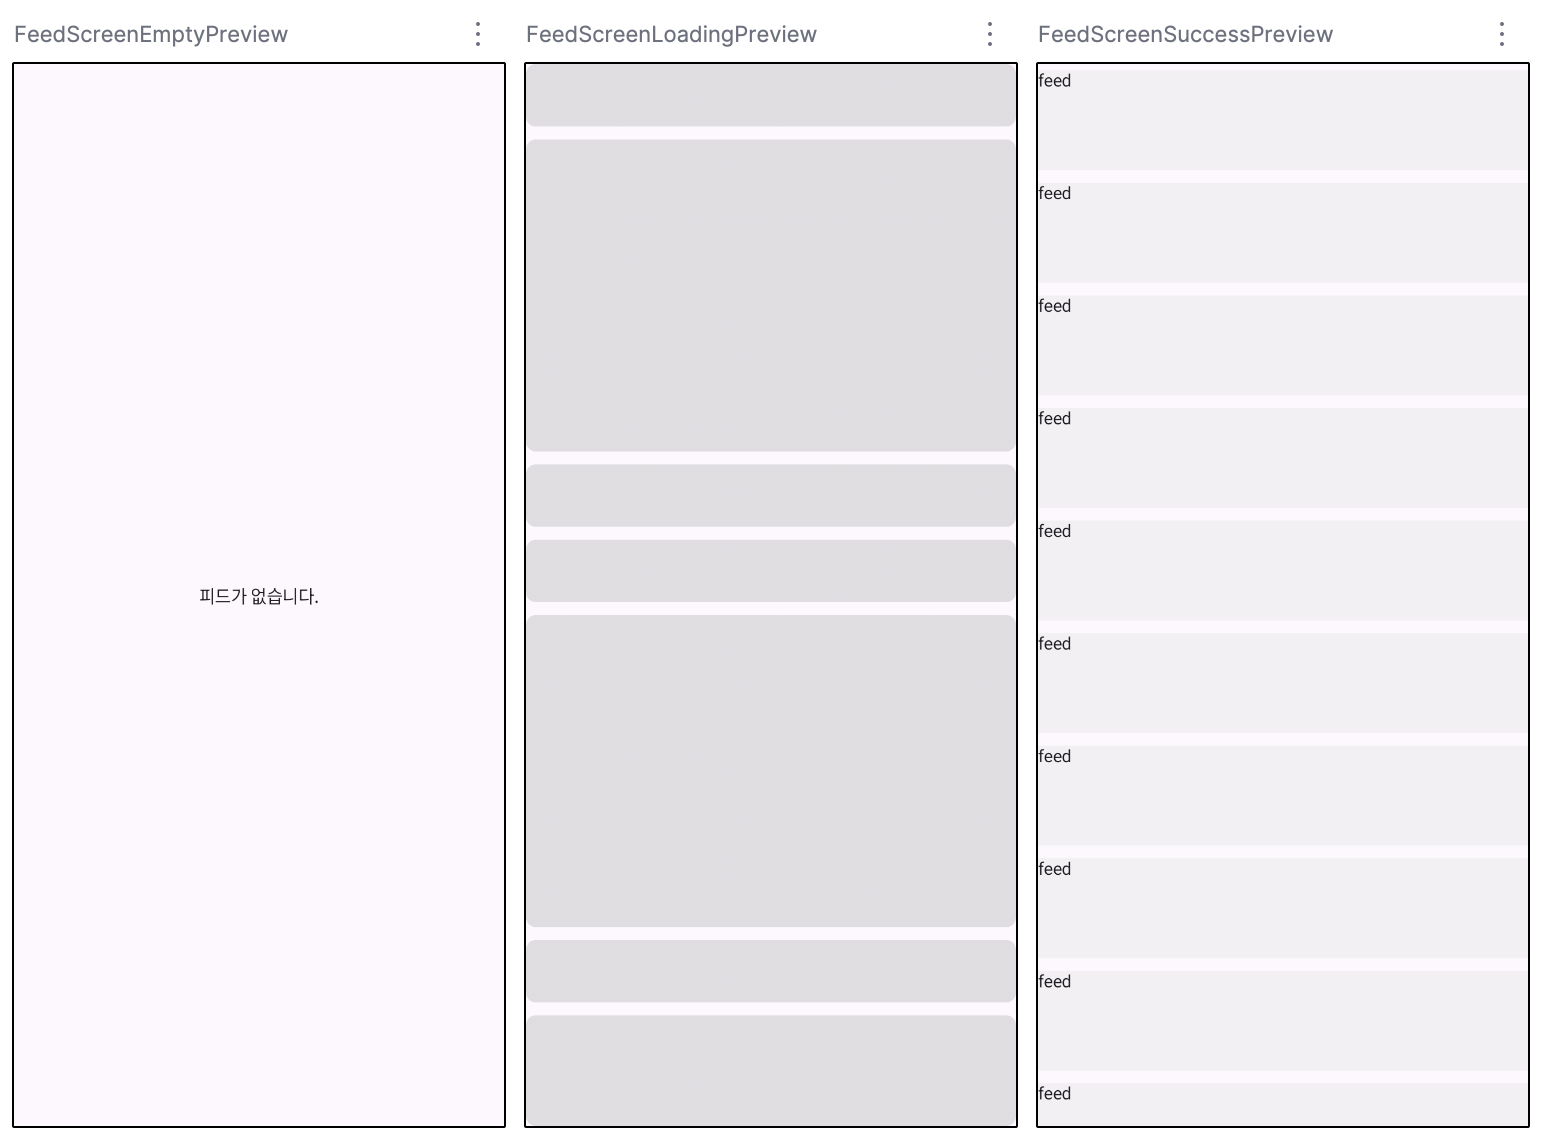 FeedScreenEmptyPreview
피드가 없습니다.
FeedScreenLoadingPreview
FeedScreenSuccessPreview
feed
feed
feed
feed
feed
feed
feed
feed
feed
feed